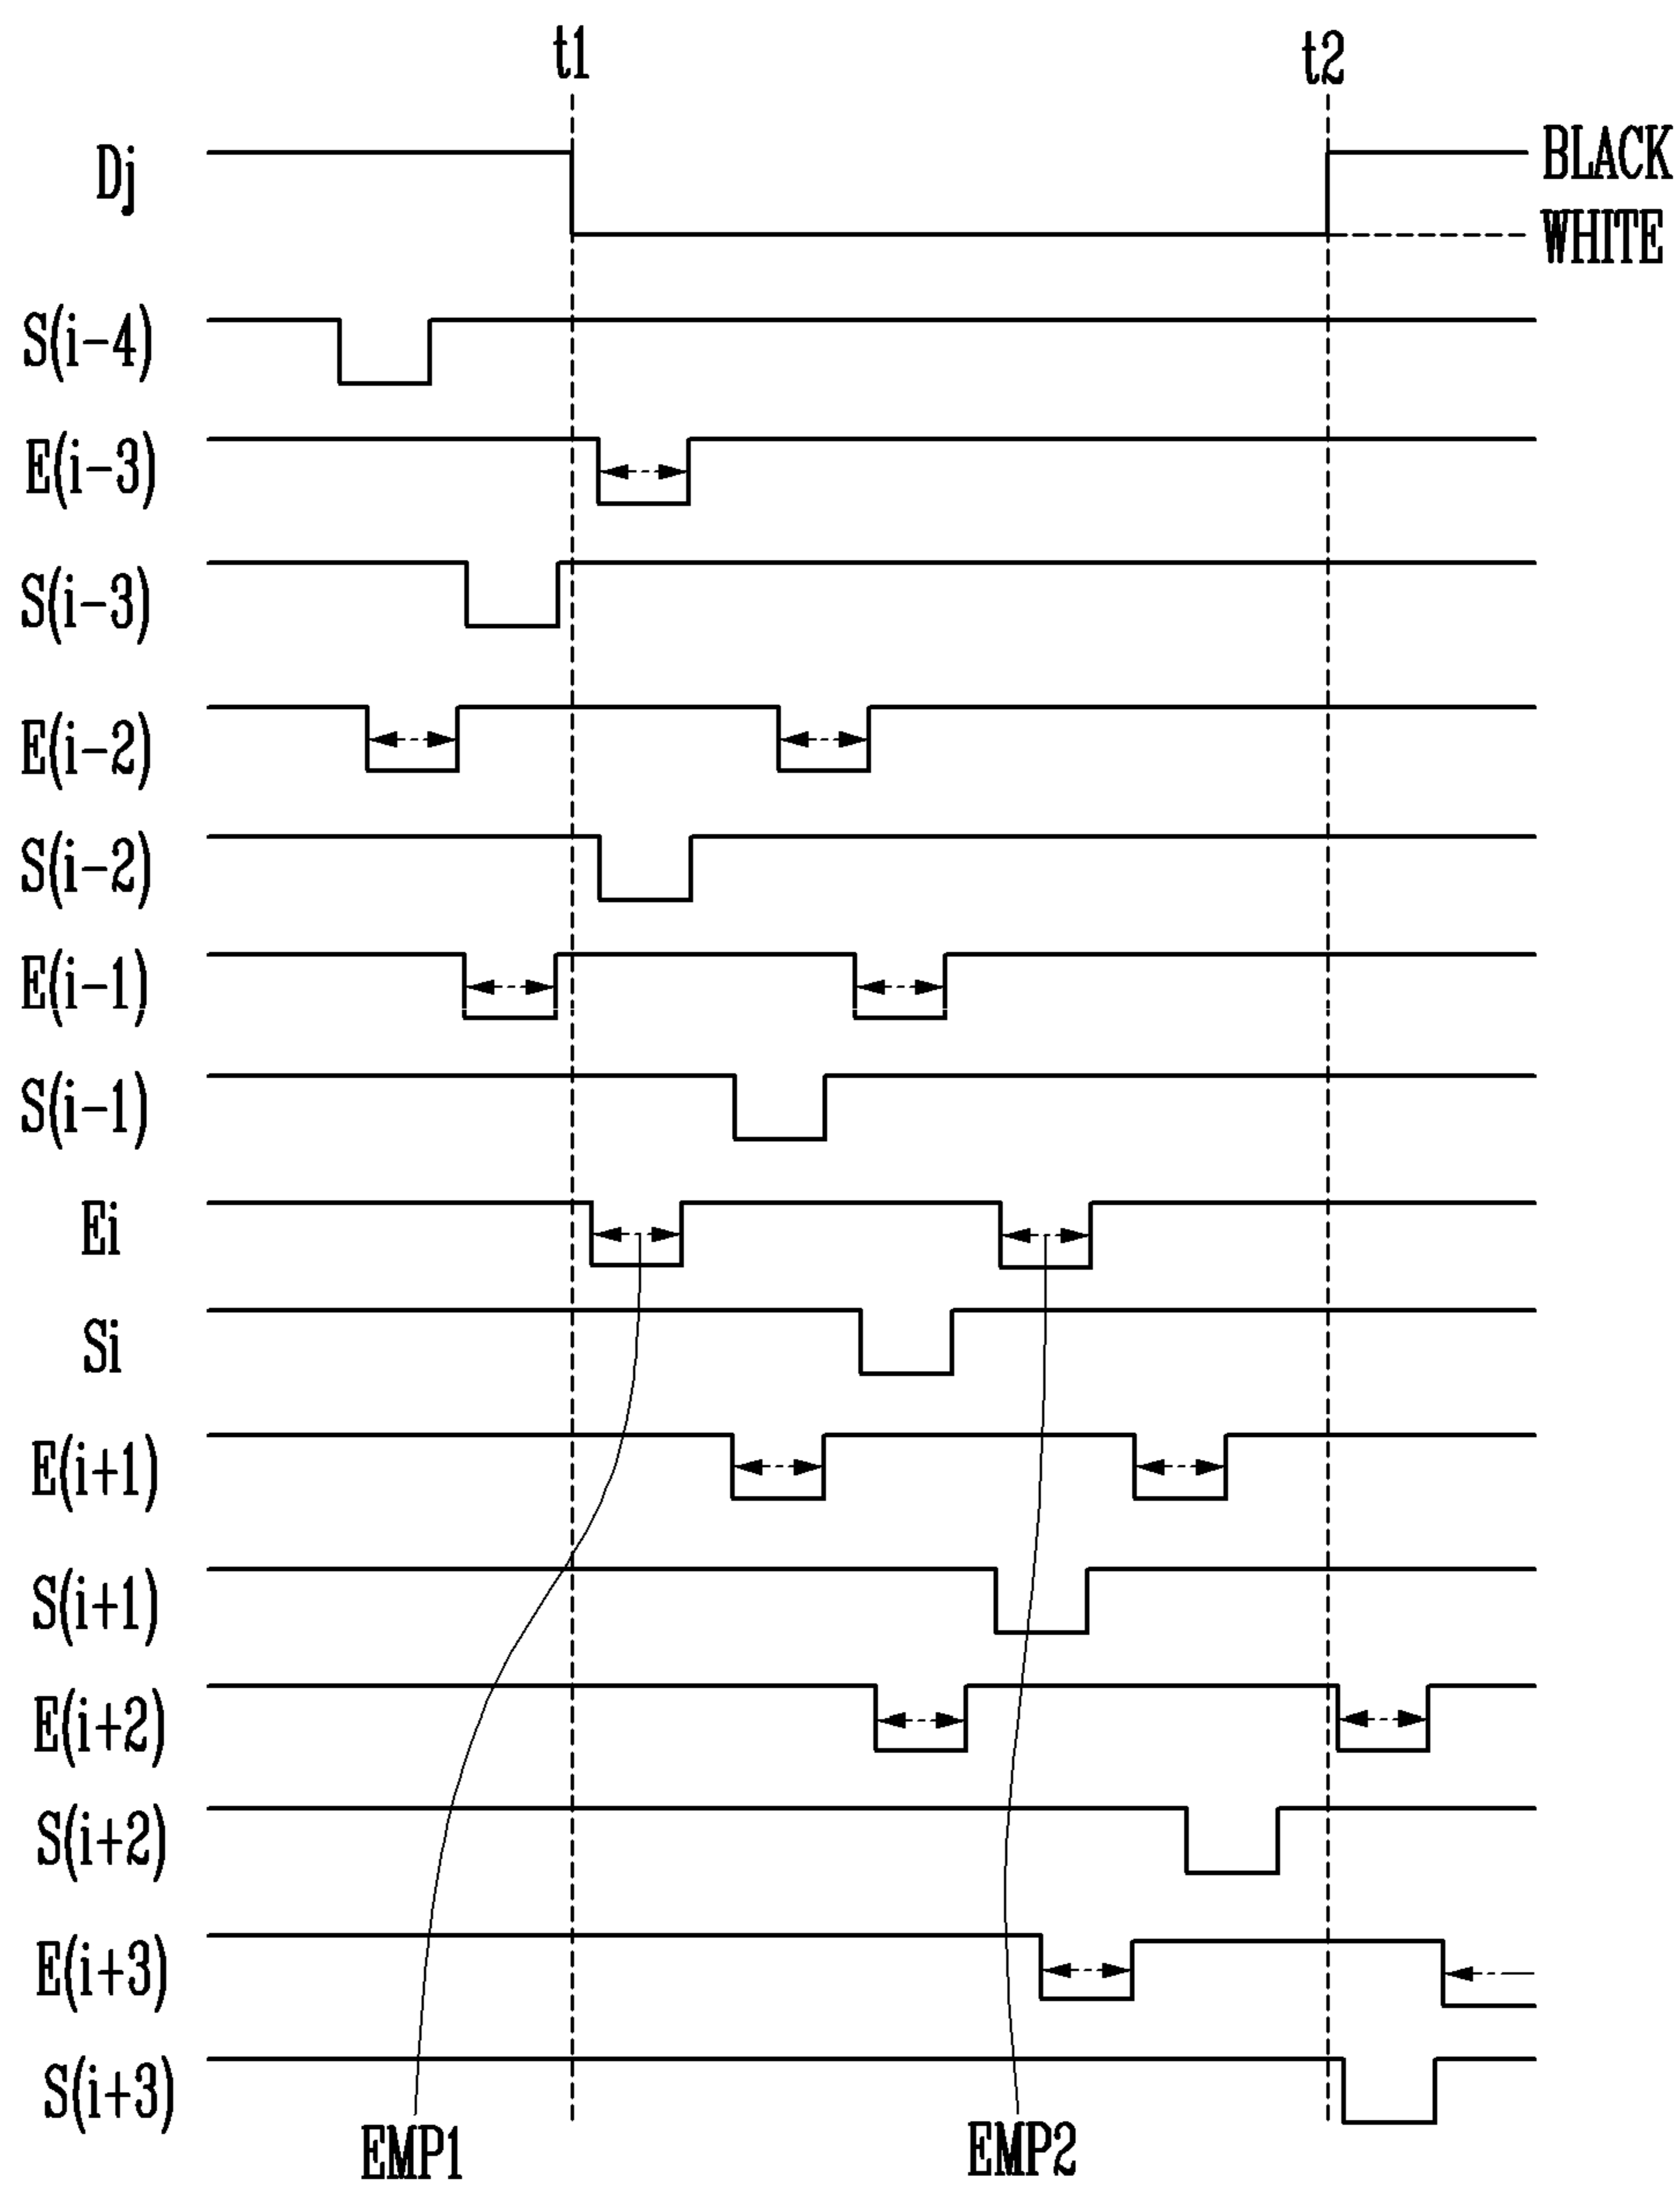 t1 t2
Dj
BLACK
WHITE
S(i-4)
E(i-3)
S(i-3)
E(i-2)
S(i-2)
E(i-1)
S(i-1)
Ei
Si
E(i+1)
S(i+1)
E(i+2)
S(i+2)
E(i+3)
S(i+3)
EMP1 EMP2